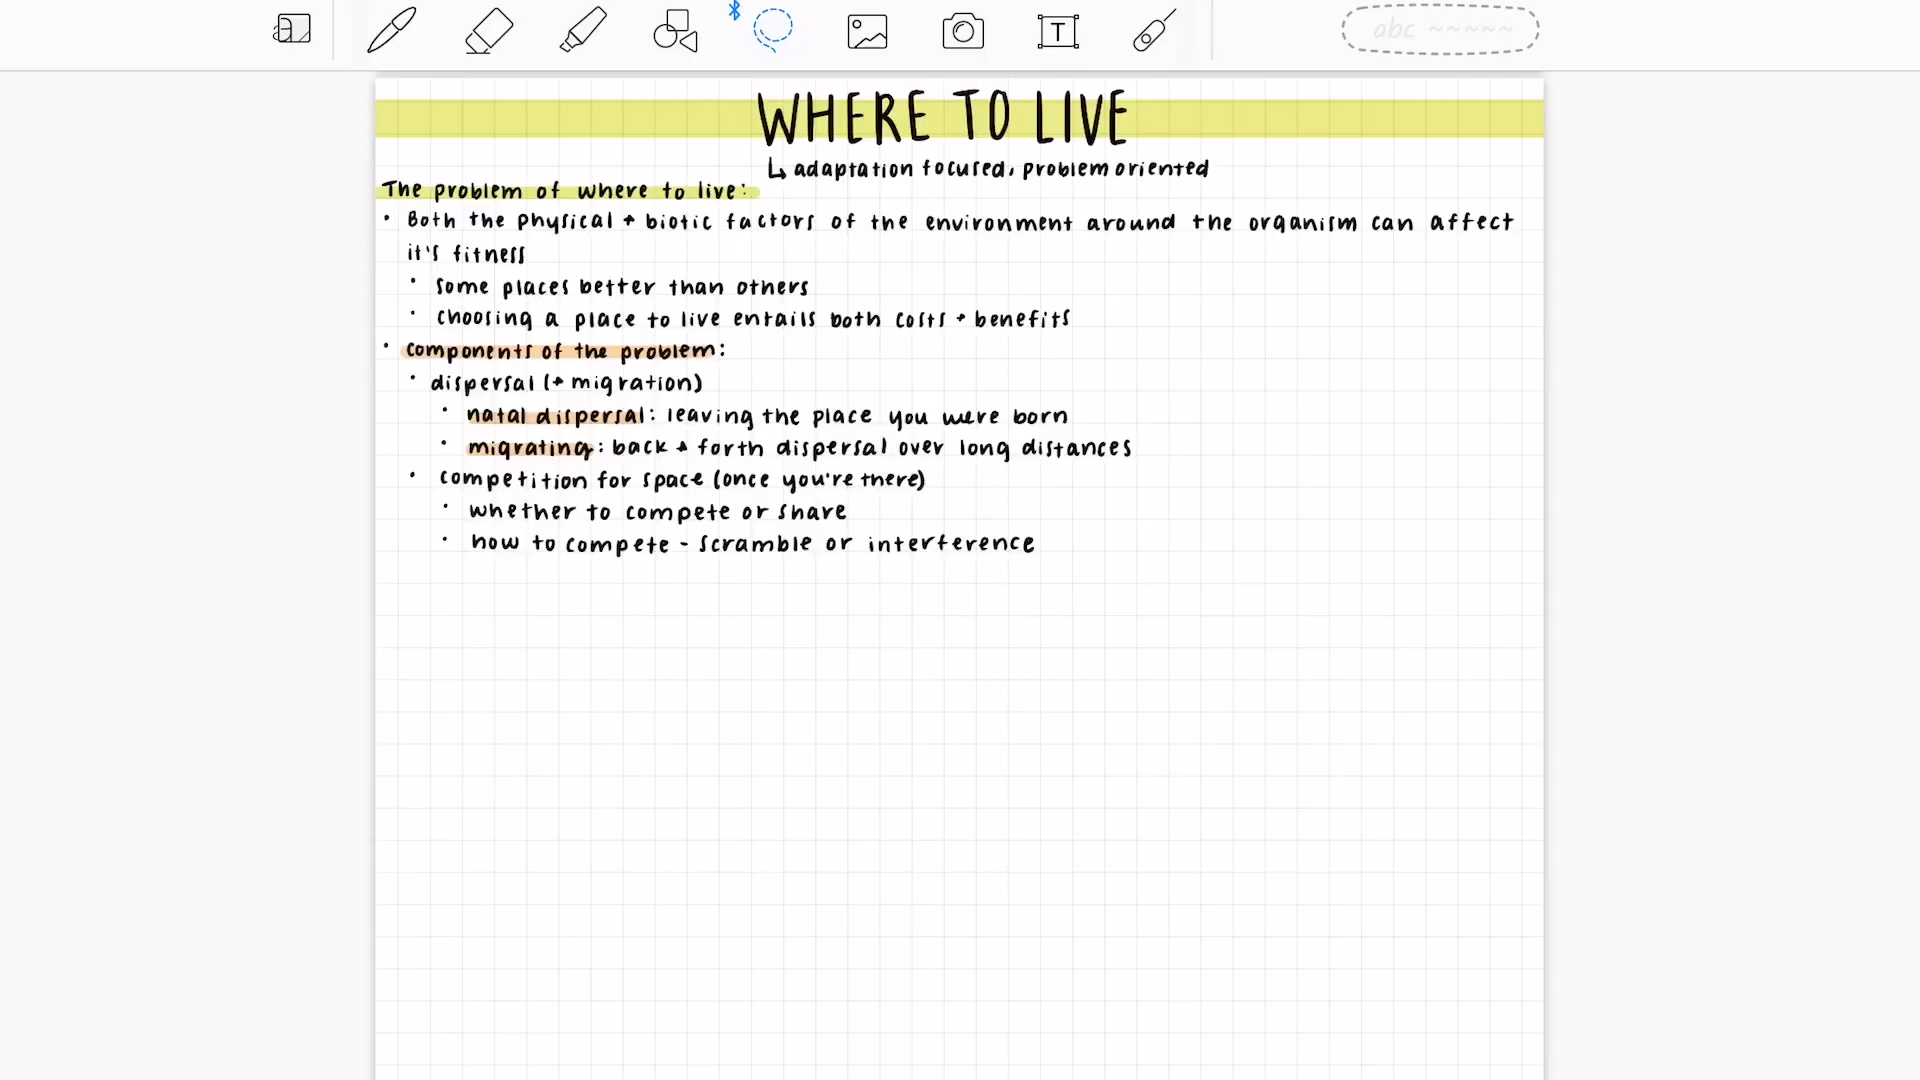 abc
T
WHERE TO LIVE
↳ adaptation focused, problem oriented
The problem of where to live:
• Both the physical + biotic factors of the environment around the organism can affect
it's fitness
• some places better than others
• choosing a place to live entails both costs + benefits
• components of the problem:
• dispersal (+ migration)
• natal dispersal: leaving the place you were born
• migrating: back + forth dispersal over long distances
• competition for space (once you're there)
• whether to compete or share
• how to compete - scramble or interference